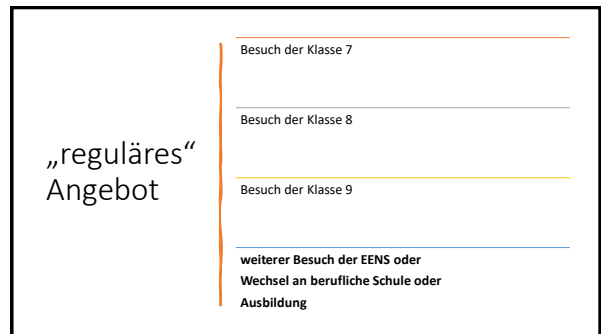 „reguläres“
Angebot
Besuch der Klasse 7
Besuch der Klasse 8
Besuch der Klasse 9
weiterer Besuch der EENS oder
Wechsel an berufliche Schule oder
Ausbildung